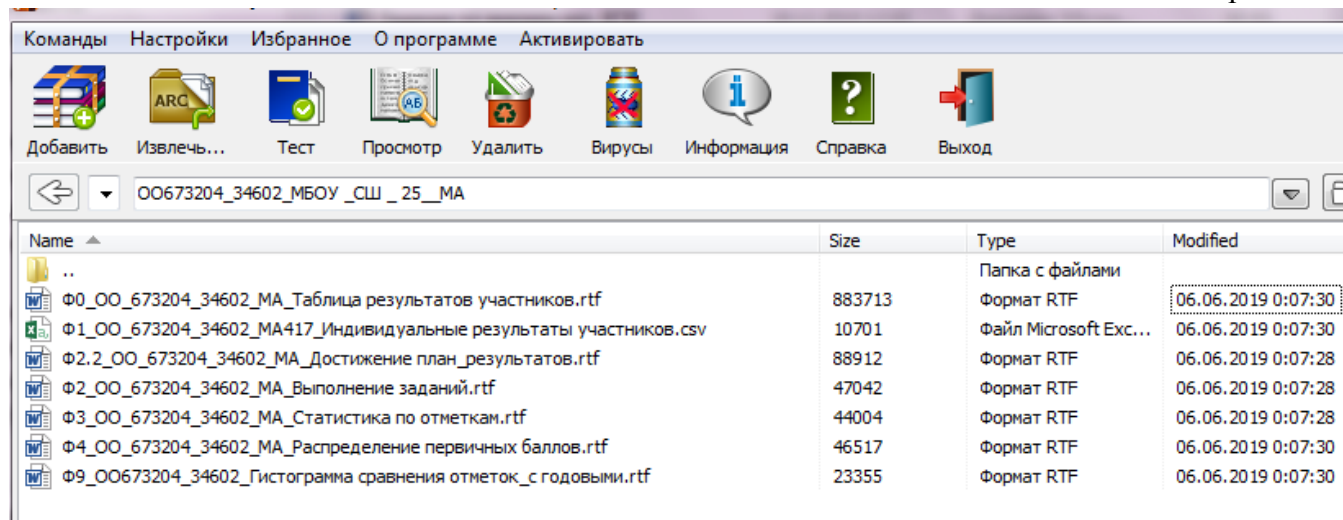 Команды Настройки Избранное О программе Активировать
ARC АБ
Добавить Извлечь... Тест Просмотр Удалить Вирусы Информация Справка Выход
ОО673204_34602_МБОУ _СШ _ 25__МА
Name Size Type Modified
.. Папка с файлами
Ф0_ОО_673204_34602_МА_Таблица результатов участников.rtf 883713 Формат RTF 06.06.2019 0:07:30
Ф1_ОО_673204_34602_МА417_Индивидуальные результаты участников.csv 10701 Файл Microsoft Exc... 06.06.2019 0:07:30
Ф2.2_ОО_673204_34602_МА_Достижение план_результатов.rtf 88912 Формат RTF 06.06.2019 0:07:28
Ф2_ОО_673204_34602_МА_Выполнение заданий.rtf 47042 Формат RTF 06.06.2019 0:07:28
Ф3_ОО_673204_34602_МА_Статистика по отметкам.rtf 44004 Формат RTF 06.06.2019 0:07:28
Ф4_ОО_673204_34602_МА_Распределение первичных баллов.rtf 46517 Формат RTF 06.06.2019 0:07:30
Ф9_ОО673204_34602_Гистограмма сравнения отметок_с годовыми.rtf 23355 Формат RTF 06.06.2019 0:07:30